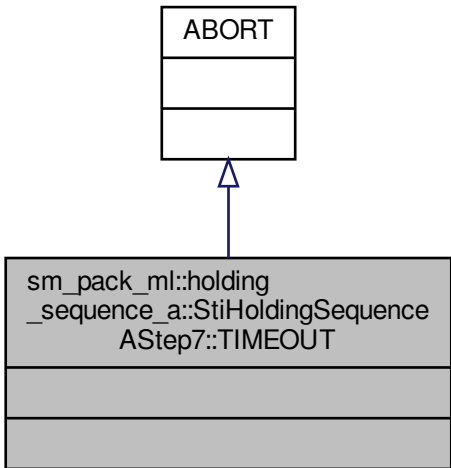 ABORT
sm_pack_ml::holding
_sequence_a::StiHoldingSequence
AStep7::TIMEOUT